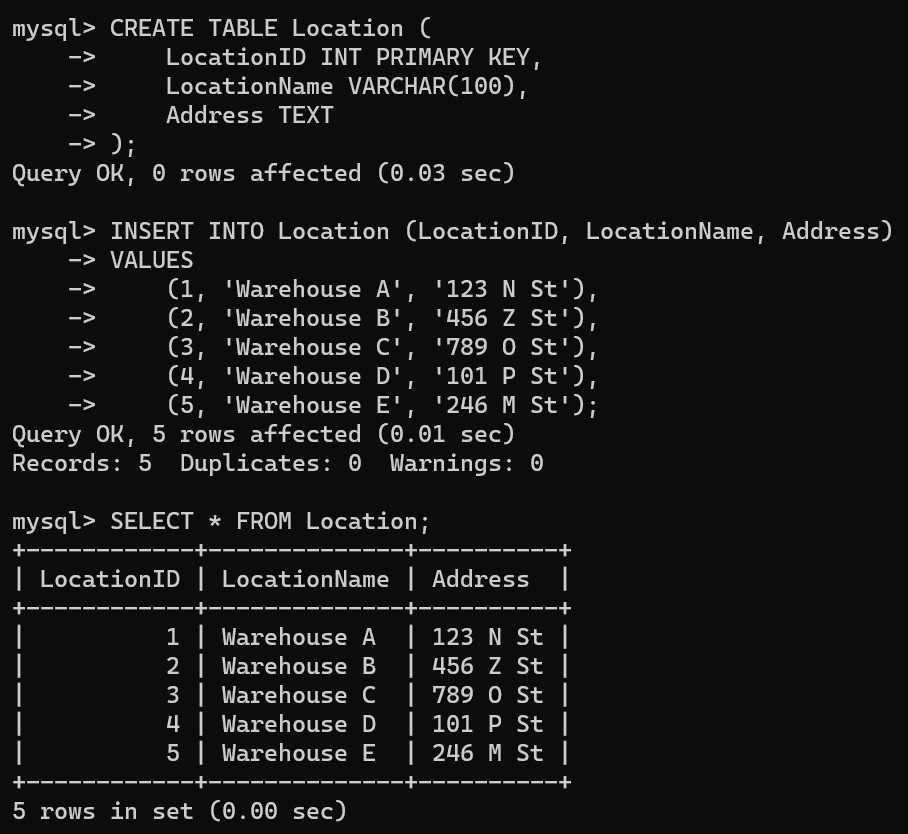 mysql> CREATE TABLE Location (
    ->     LocationID INT PRIMARY KEY,
    ->     LocationName VARCHAR(100),
    ->     Address TEXT
    -> );
Query OK, 0 rows affected (0.03 sec)

mysql> INSERT INTO Location (LocationID, LocationName, Address)
    -> VALUES
    ->     (1, 'Warehouse A', '123 N St'),
    ->     (2, 'Warehouse B', '456 Z St'),
    ->     (3, 'Warehouse C', '789 O St'),
    ->     (4, 'Warehouse D', '101 P St'),
    ->     (5, 'Warehouse E', '246 M St');
Query OK, 5 rows affected (0.01 sec)
Records: 5  Duplicates: 0  Warnings: 0

mysql> SELECT * FROM Location;
+------------+--------------+----------+
| LocationID | LocationName | Address  |
+------------+--------------+----------+
|          1 | Warehouse A  | 123 N St |
|          2 | Warehouse B  | 456 Z St |
|          3 | Warehouse C  | 789 O St |
|          4 | Warehouse D  | 101 P St |
|          5 | Warehouse E  | 246 M St |
+------------+--------------+----------+
5 rows in set (0.00 sec)